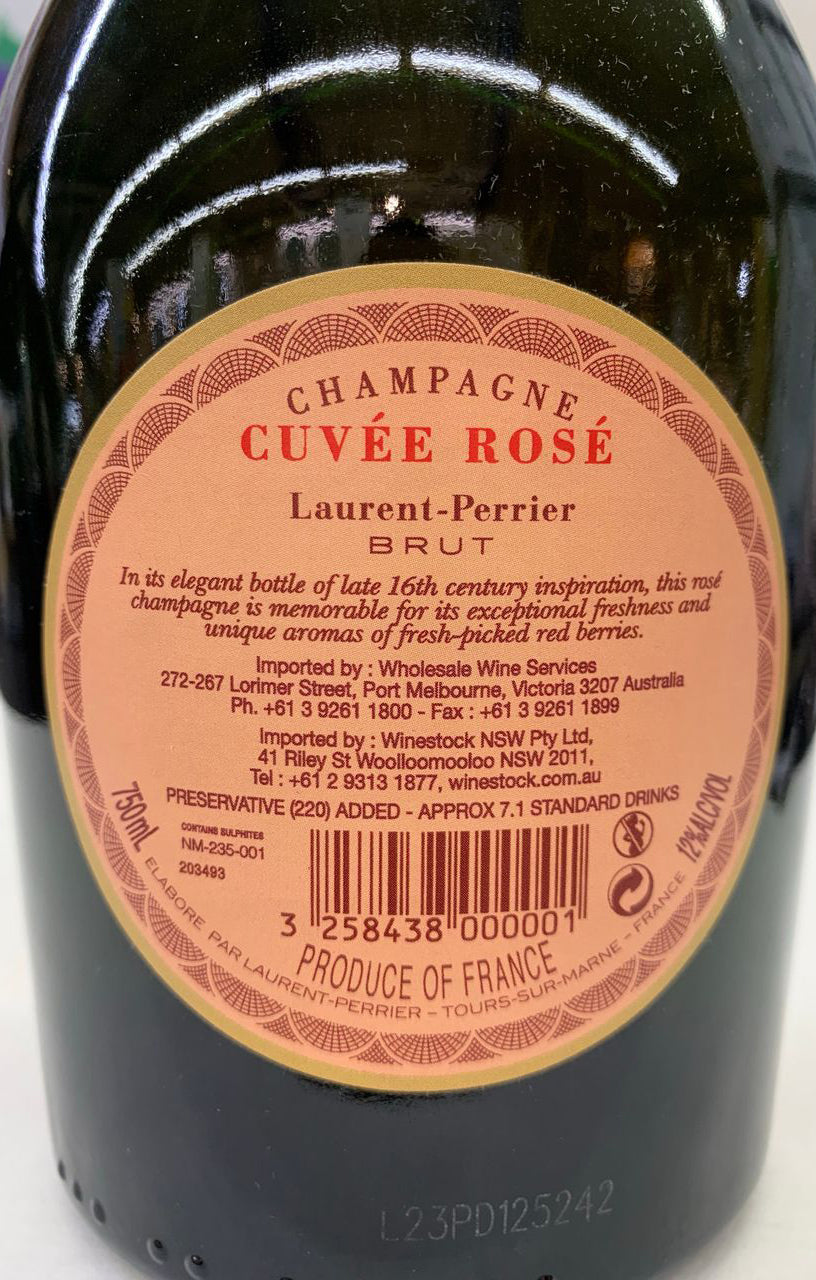 CHAMPAGNE
CUVÉE ROSÉ
Laurent-Perrier
BRUT
In its elegant bottle of late 16th century inspiration, this rosé
champagne is memorable for its exceptional freshness and
unique aromas of fresh-picked red berries.
Imported by : Wholesale Wine Services
272-267 Lorimer Street, Port Melbourne, Victoria 3207 Australia
Ph. +61 3 9261 1800 - Fax : +61 3 9261 1899
Imported by : Winestock NSW Pty Ltd,
41 Riley St Woolloomooloo NSW 2011,
Tel : +61 2 9313 1877, winestock.com.au
PRESERVATIVE (220) ADDED - APPROX 7.1 STANDARD DRINKS
750mL
CONTAINS SULPHITES
NM-235-001
203493
12%ALC/VOL
3 258438 000001
PRODUCE OF FRANCE
ELABORE PAR LAURENT-PERRIER – TOURS-SUR-MARNE – FRANCE
L23PD125242